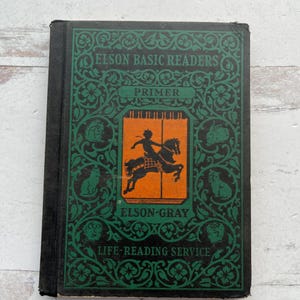 ELSON BASIC READERS
PRIMER
ELSON-GRAY
LIFE-READING SERVICE